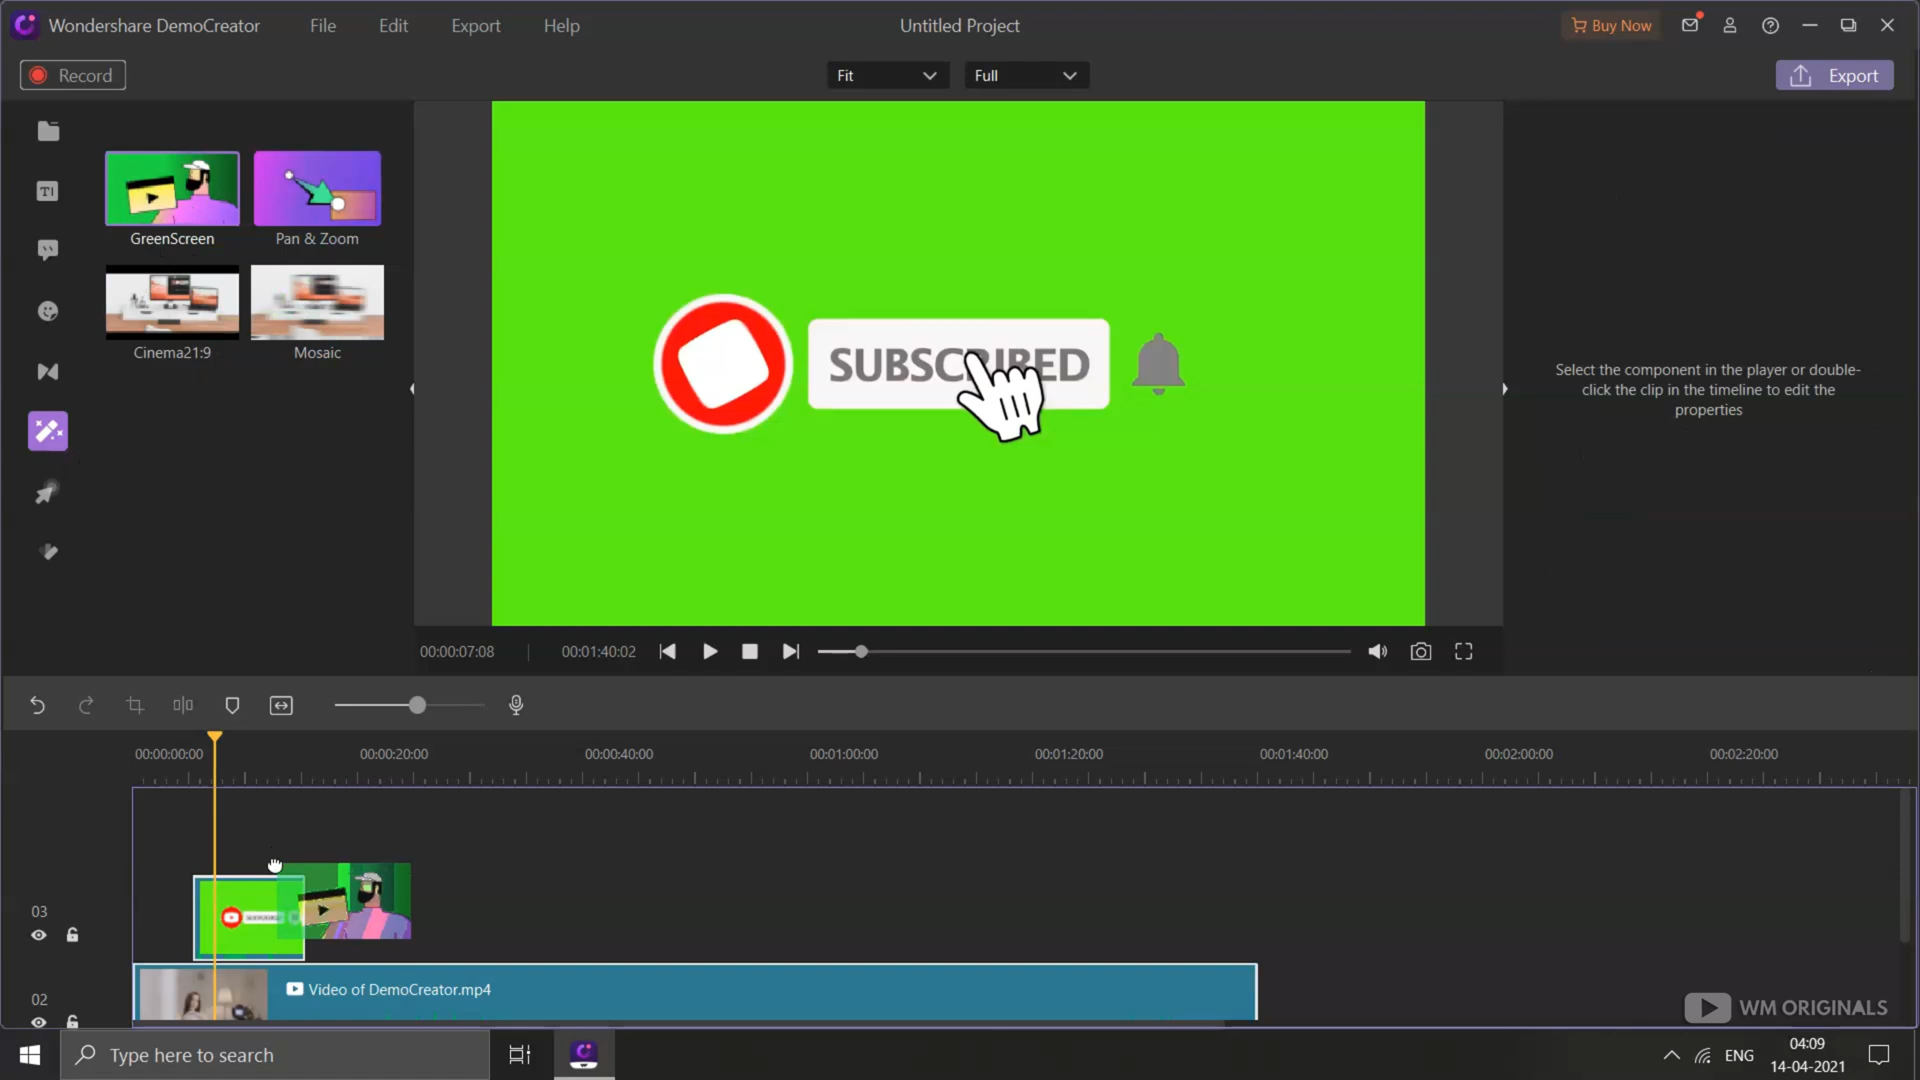 Wondershare DemoCreator
File
Edit
Export
Help
Untitled Project
Buy Now
Record
Fit
Full
Export
TI
GreenScreen
Pan & Zoom
Cinema21:9
Mosaic
SUBSCRIBED
Select the component in the player or double-
click the clip in the timeline to edit the
properties
00:00:07:08
00:01:40:02
00:00:00:00
00:00:20:00
00:00:40:00
00:01:00:00
00:01:20:00
00:01:40:00
00:02:00:00
00:02:20:00
03
02
Video of DemoCreator.mp4
WM ORIGINALS
Type here to search
ENG
04:09
14-04-2021